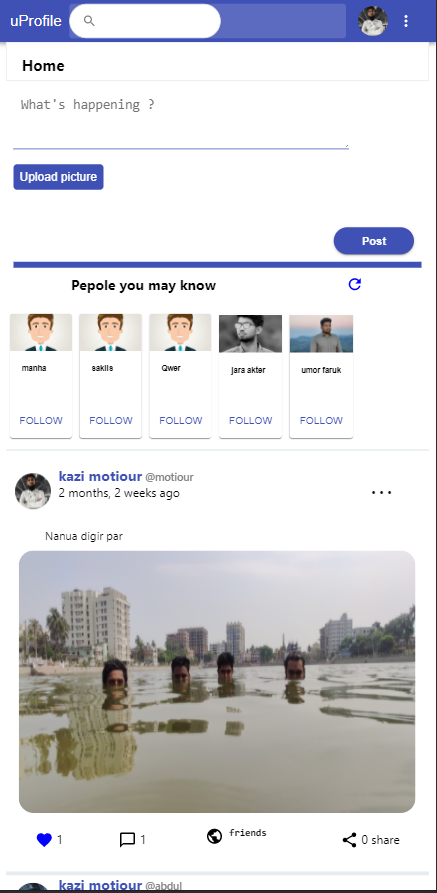 uProfile
Home
What's happening ?
Upload picture
Post
Pepole you may know
manha
sakils
Qwer
jara akter
umor faruk
FOLLOW
FOLLOW
FOLLOW
FOLLOW
FOLLOW
kazi motiour @motiour
2 months, 2 weeks ago
Nanua digir par
1
1
friends
0 share
kazi motiour @abdul